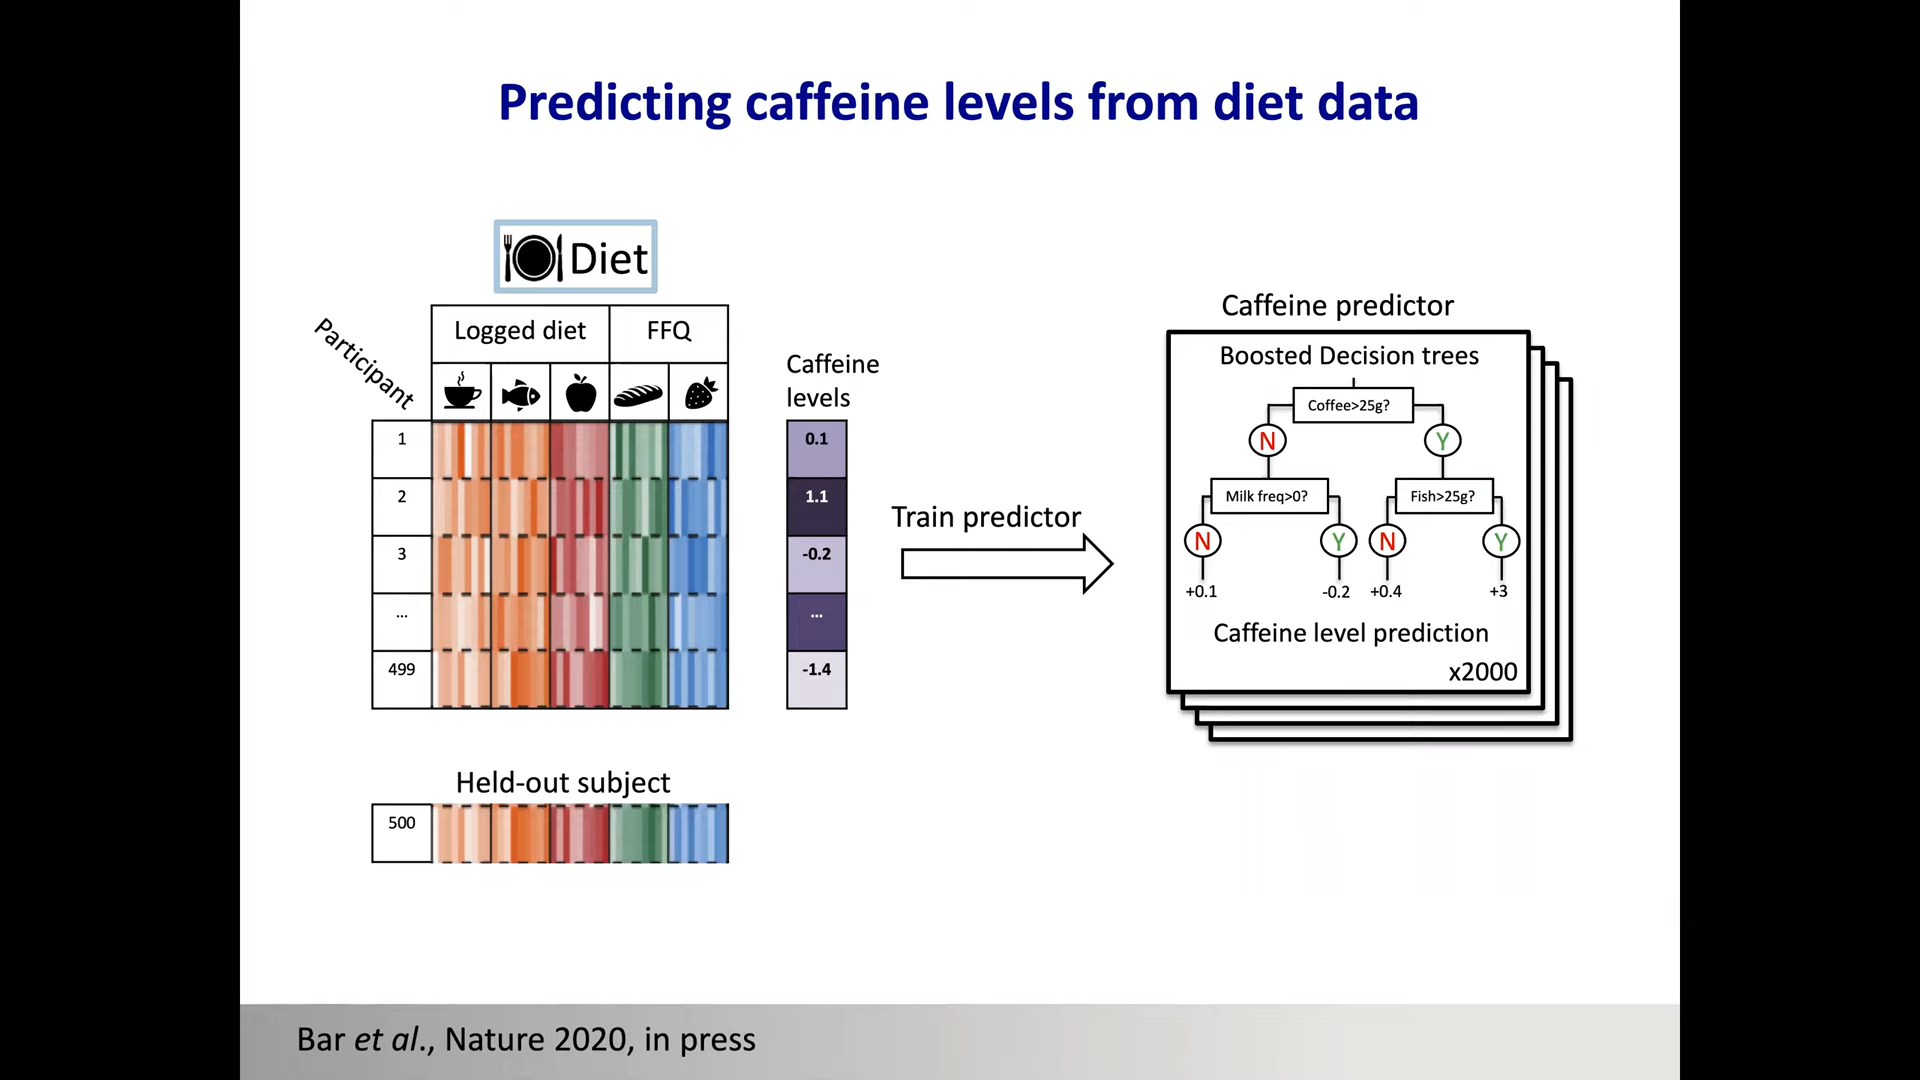 Predicting caffeine levels from diet data
Diet
Participant
Logged diet
FFQ
1
2
3
...
499
Caffeine
levels
0.1
1.1
-0.2
...
-1.4
Train predictor
Caffeine predictor
Boosted Decision trees
Coffee>25g?
N
Y
Milk freq>0?
Fish>25g?
N
Y
N
Y
+0.1
-0.2
+0.4
+3
Caffeine level prediction
x2000
Held-out subject
500
Bar et al., Nature 2020, in press